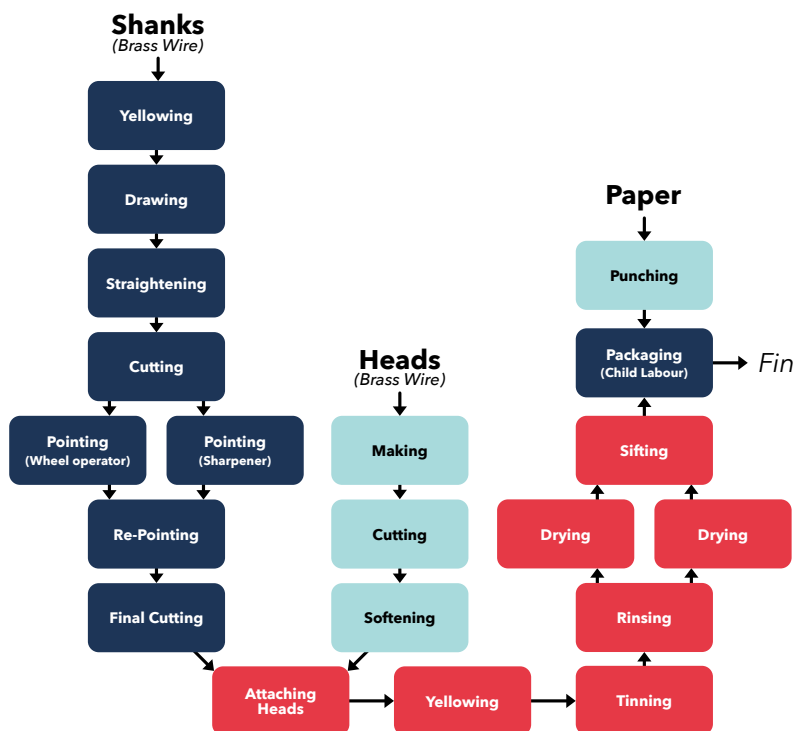 Shanks
(Brass Wire)
Yellowing
Drawing
Straightening
Cutting
Pointing
(Wheel operator)
Pointing
(Sharpener)
Re-Pointing
Final Cutting
Heads
(Brass Wire)
Making
Cutting
Softening
Attaching
Heads
Yellowing
Tinning
Rinsing
Drying
Drying
Sifting
Paper
Punching
Packaging
(Child Labour)
Fin